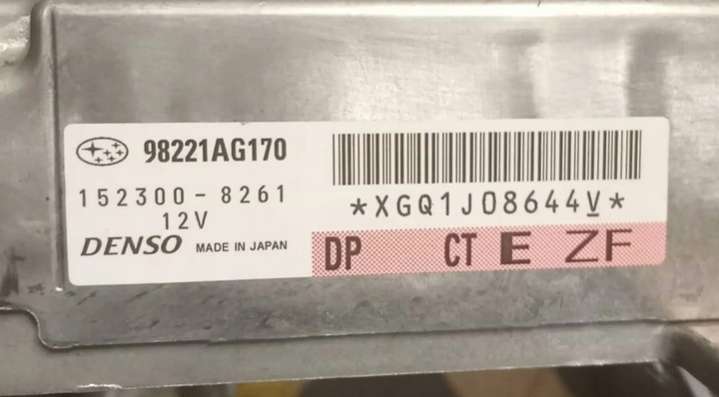 98221AG170
152300-8261
12V
DENSO MADE IN JAPAN
*XGQ1J08644V*
DP CT E ZF